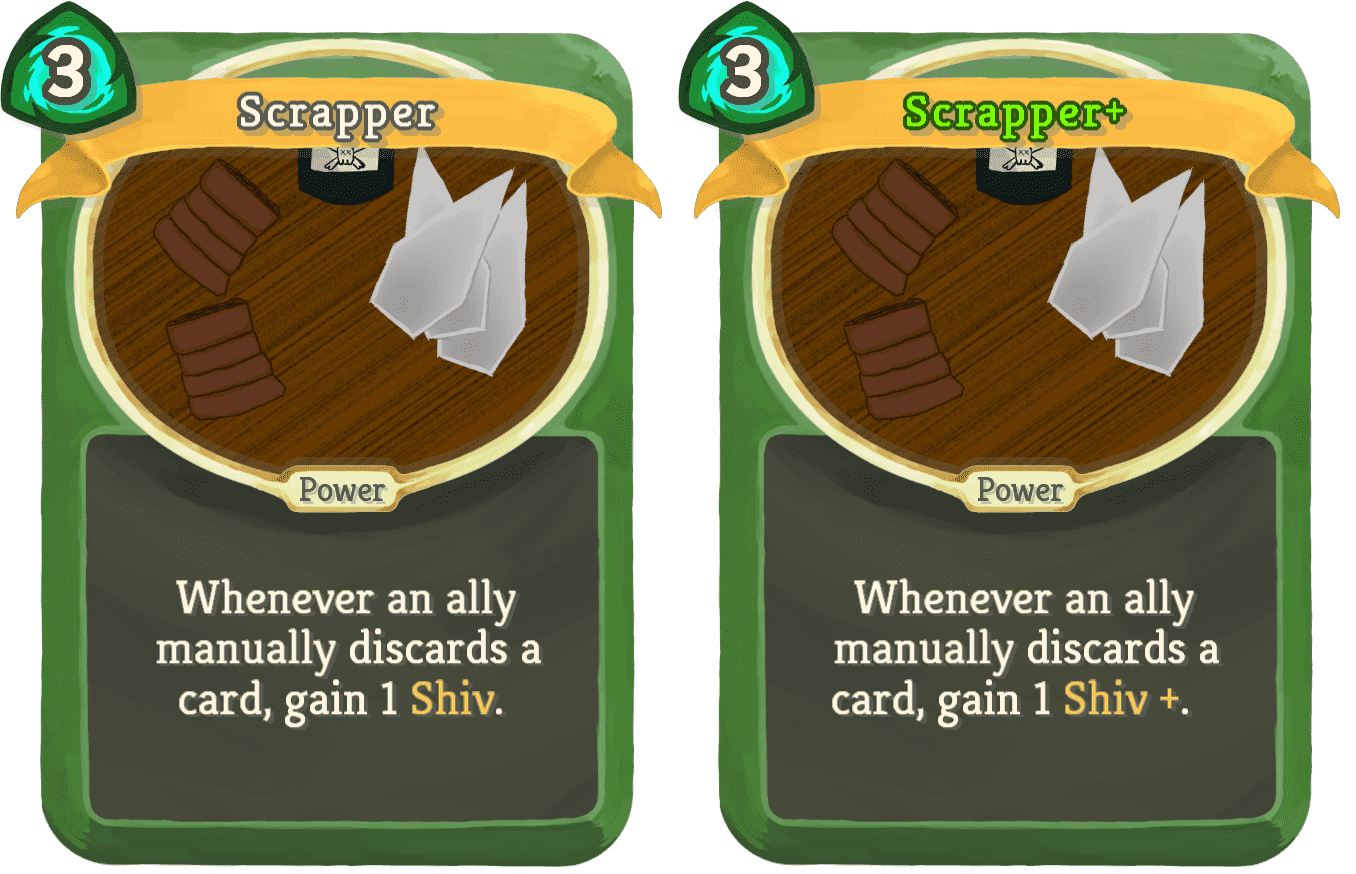 3
Scrapper
Power
Whenever an ally
manually discards a
card, gain 1 Shiv.
3
Scrapper+
Power
Whenever an ally
manually discards a
card, gain 1 Shiv +.